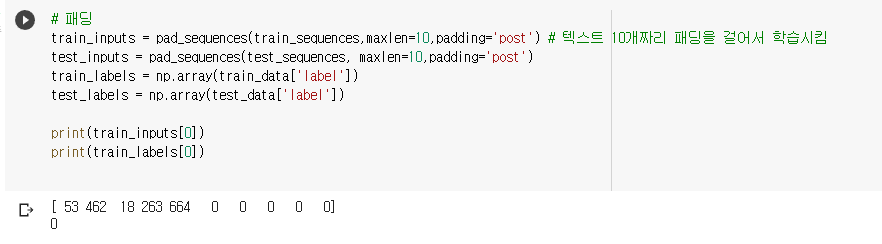 # 패딩
train_inputs = pad_sequences(train_sequences,maxlen=10,padding='post') # 텍스트 10개짜리 패딩을 걸어서 학습시킴
test_inputs = pad_sequences(test_sequences, maxlen=10,padding='post')
train_labels = np.array(train_data['label'])
test_labels = np.array(test_data['label'])
print(train_inputs[0])
print(train_labels[0])
[ 53 462  18 263 664   0   0   0   0   0]
0